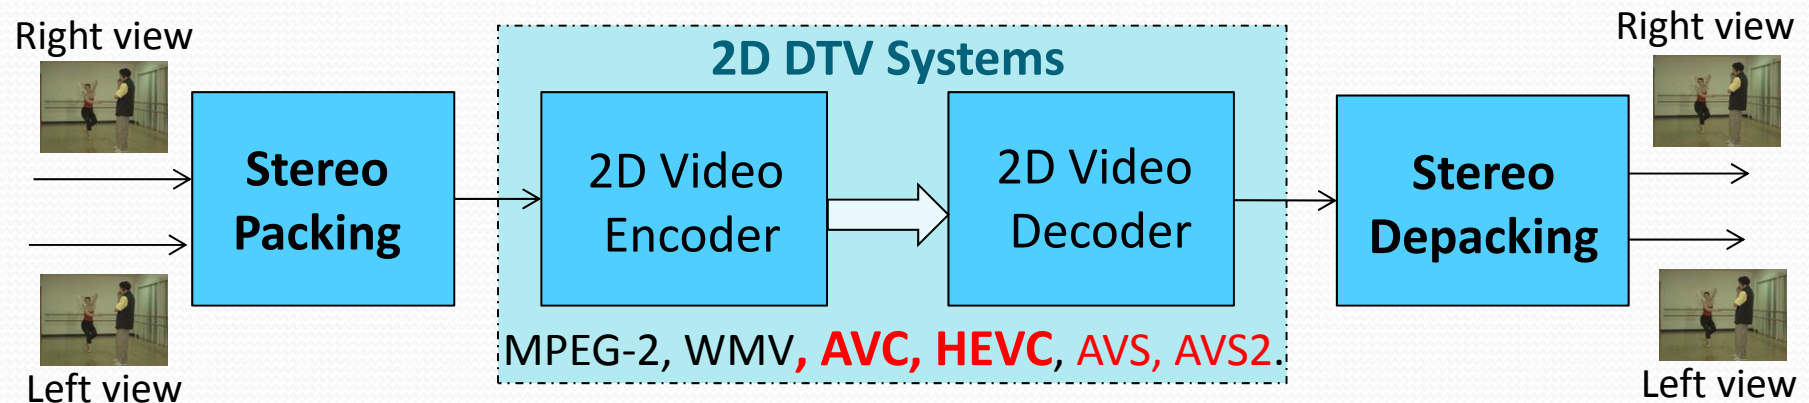 Right view
Left view
Stereo
Packing
2D DTV Systems
2D Video
Encoder
2D Video
Decoder
MPEG-2, WMV, AVC, HEVC, AVS, AVS2.
Stereo
Depacking
Right view
Left view